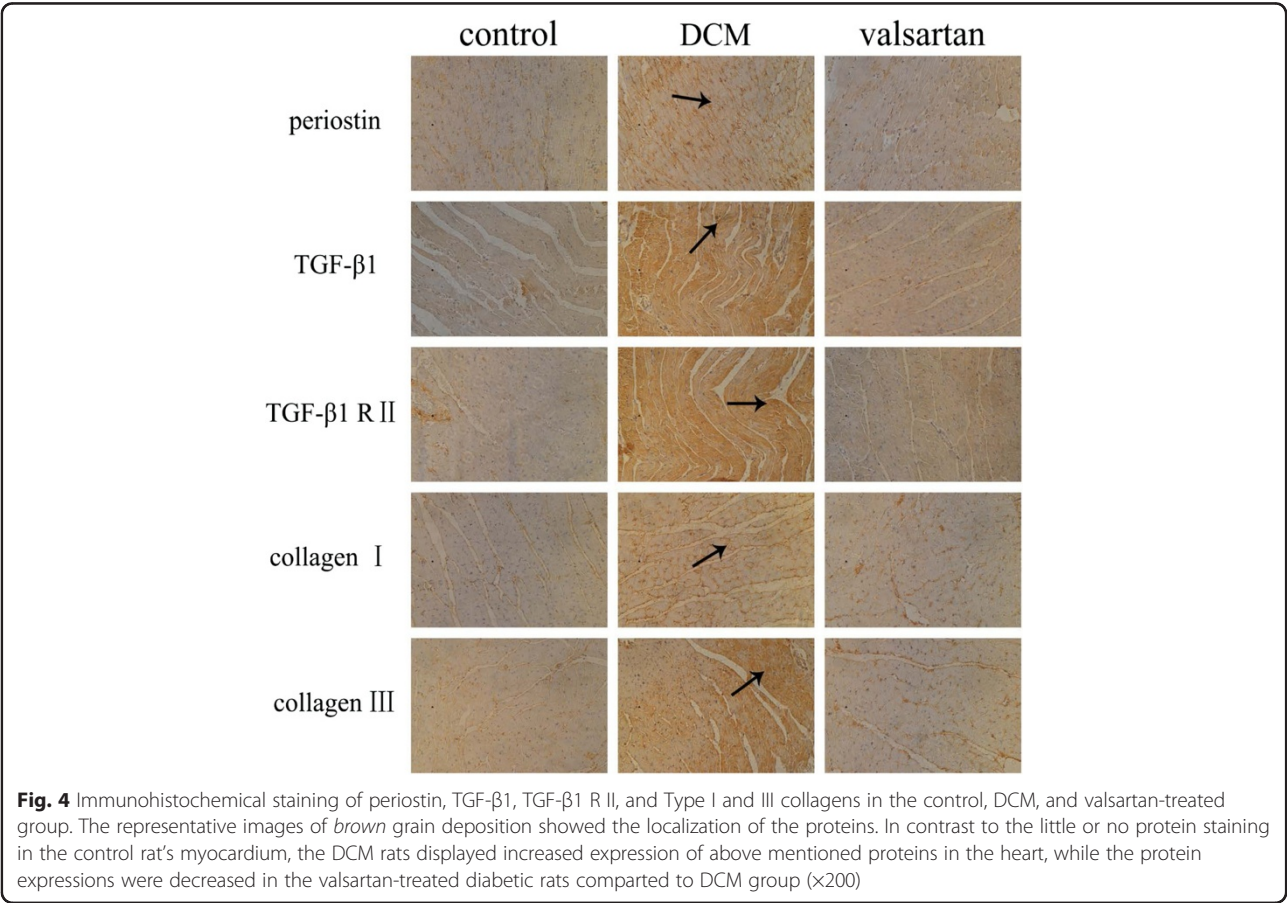 control DCM valsartan
periostin
TGF-β1
TGF-β1 R Ⅱ
collagen Ⅰ
collagen Ⅲ
Fig. 4 Immunohistochemical staining of periostin, TGF-β1, TGF-β1 R II, and Type I and III collagens in the control, DCM, and valsartan-treated
group. The representative images of brown grain deposition showed the localization of the proteins. In contrast to the little or no protein staining
in the control rat's myocardium, the DCM rats displayed increased expression of above mentioned proteins in the heart, while the protein
expressions were decreased in the valsartan-treated diabetic rats comparted to DCM group (×200)